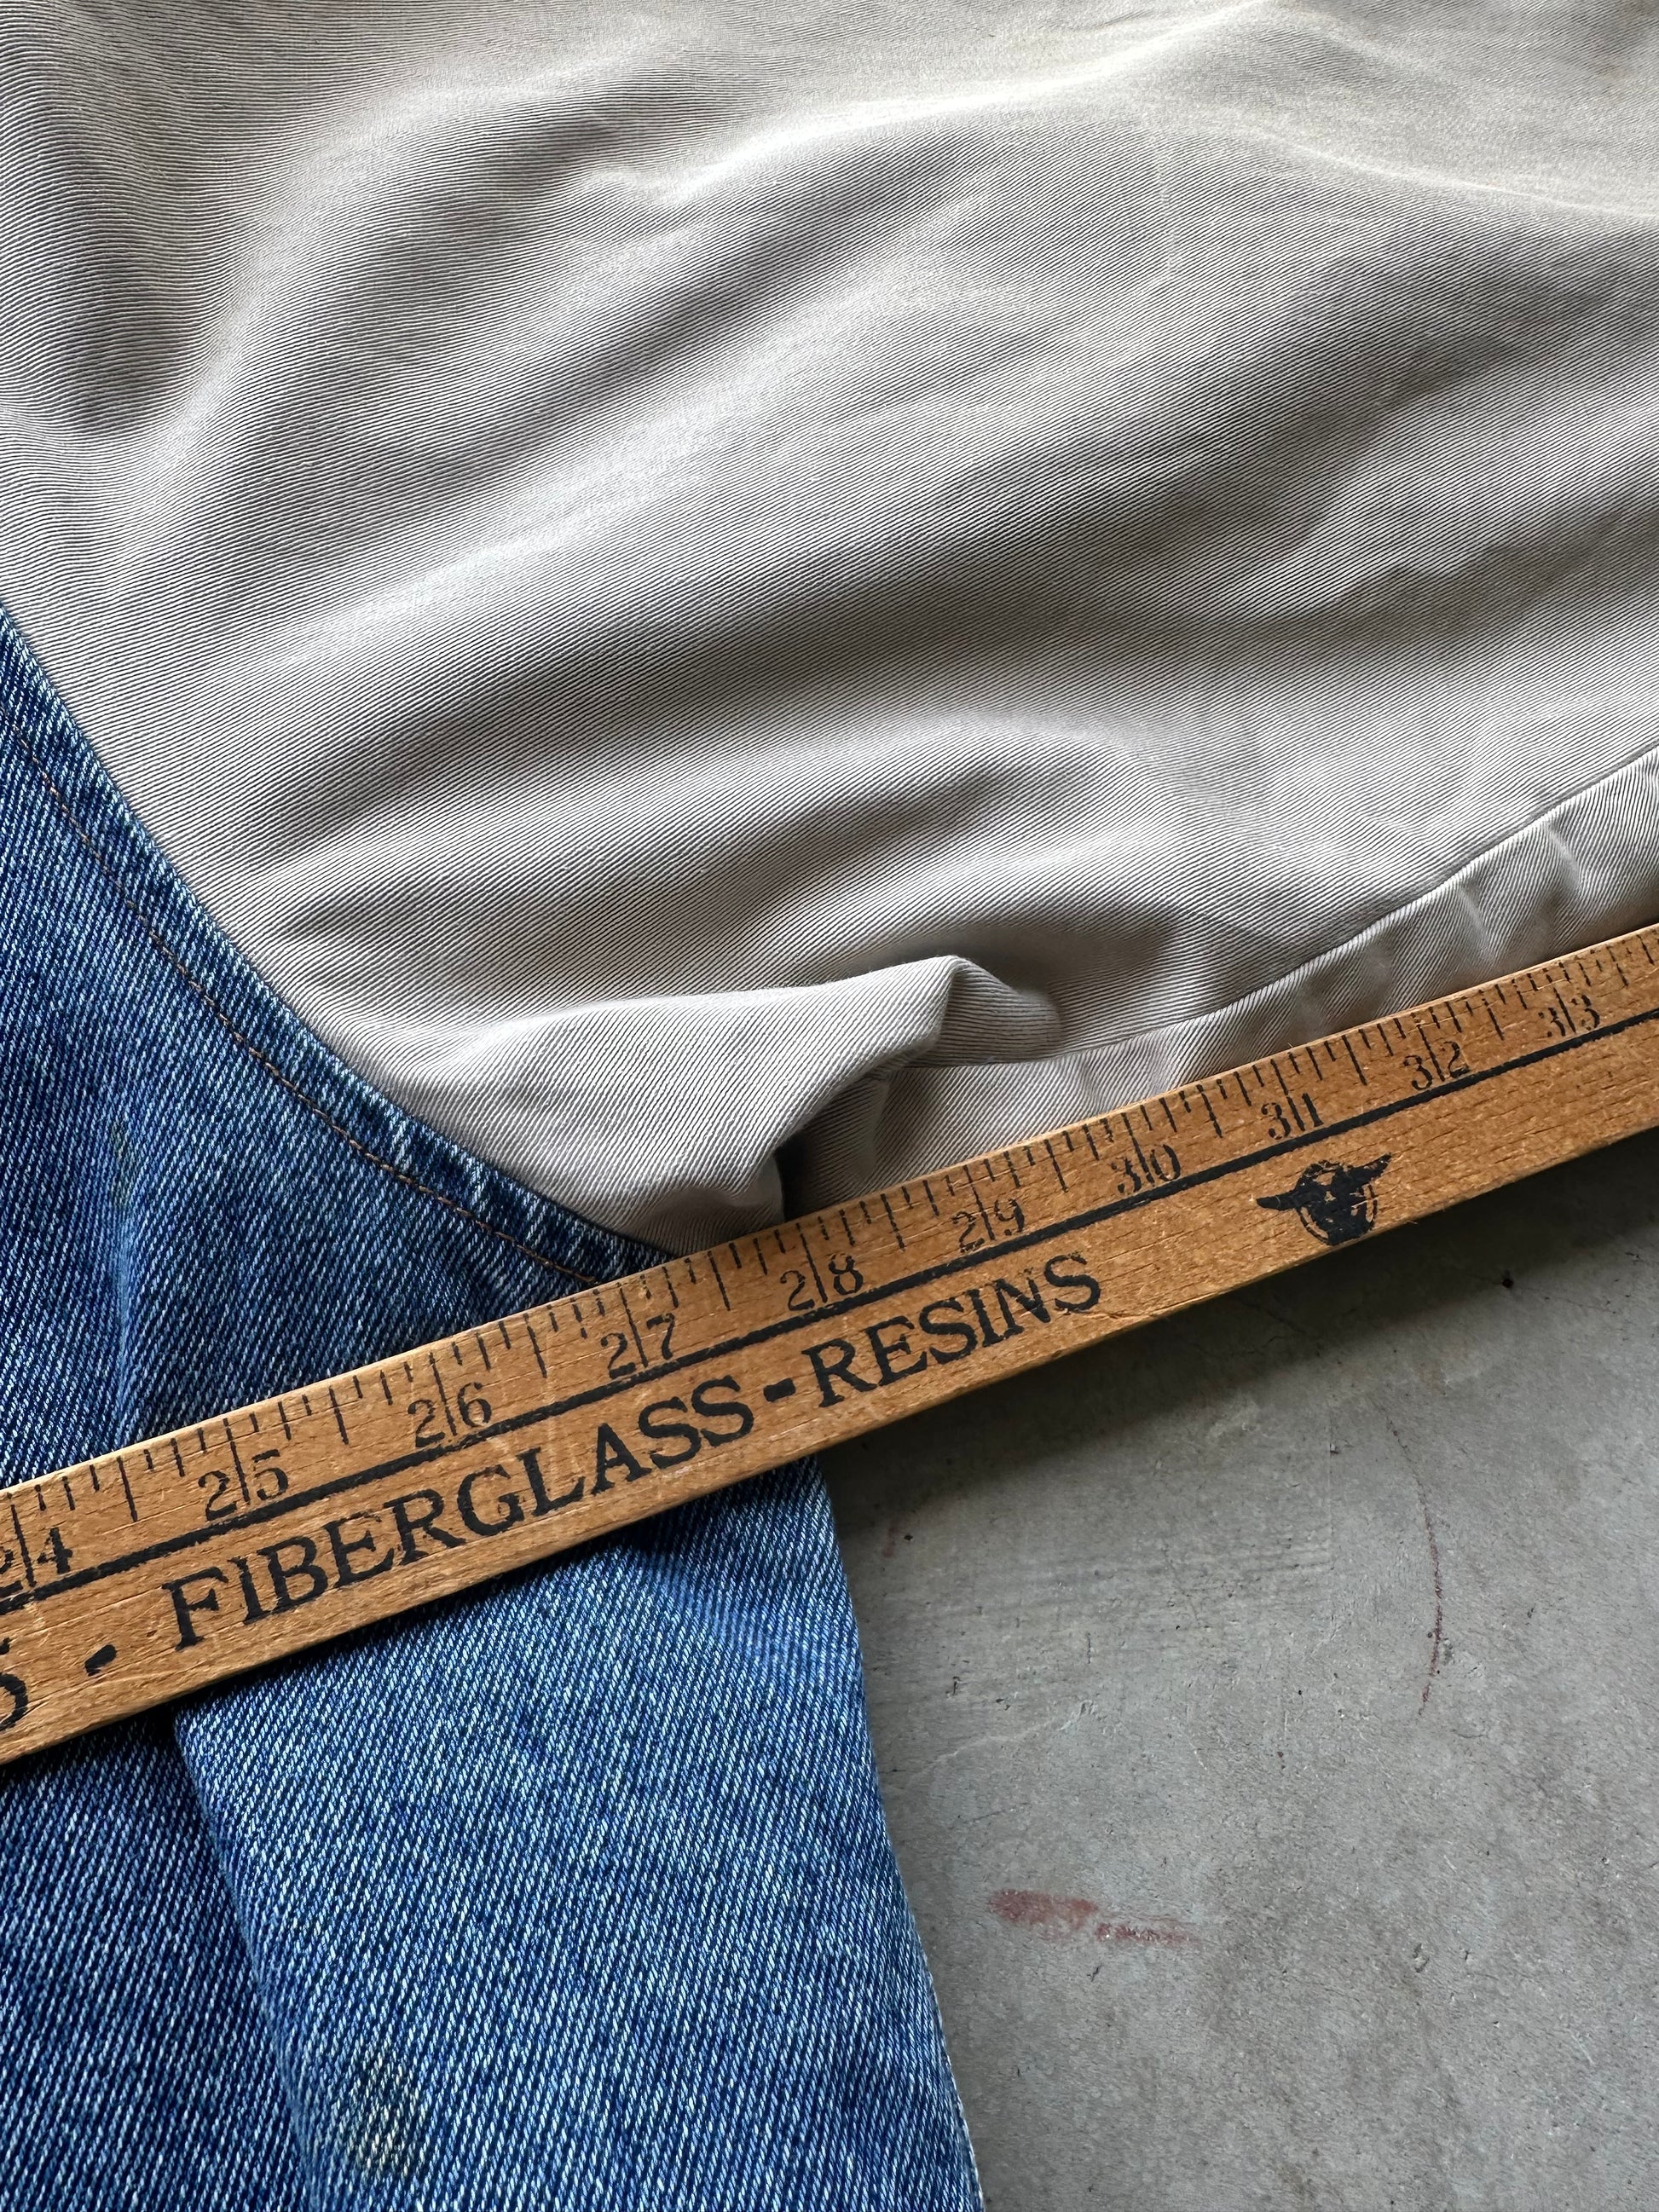 24 25 26 27 28 29 30 31 32 33
S · FIBERGLASS - RESINS